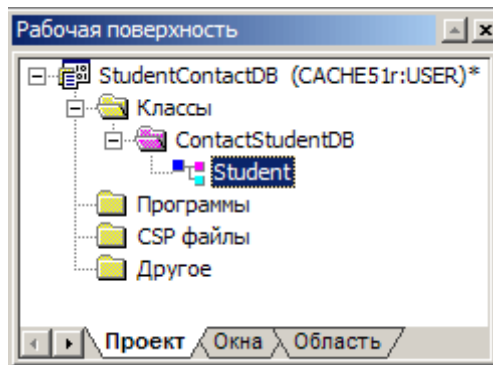 Рабочая поверхность
StudentContactDB (CACHE51r:USER)*
Классы
ContactStudentDB
Student
Программы
CSP файлы
Другое
Проект Окна Область